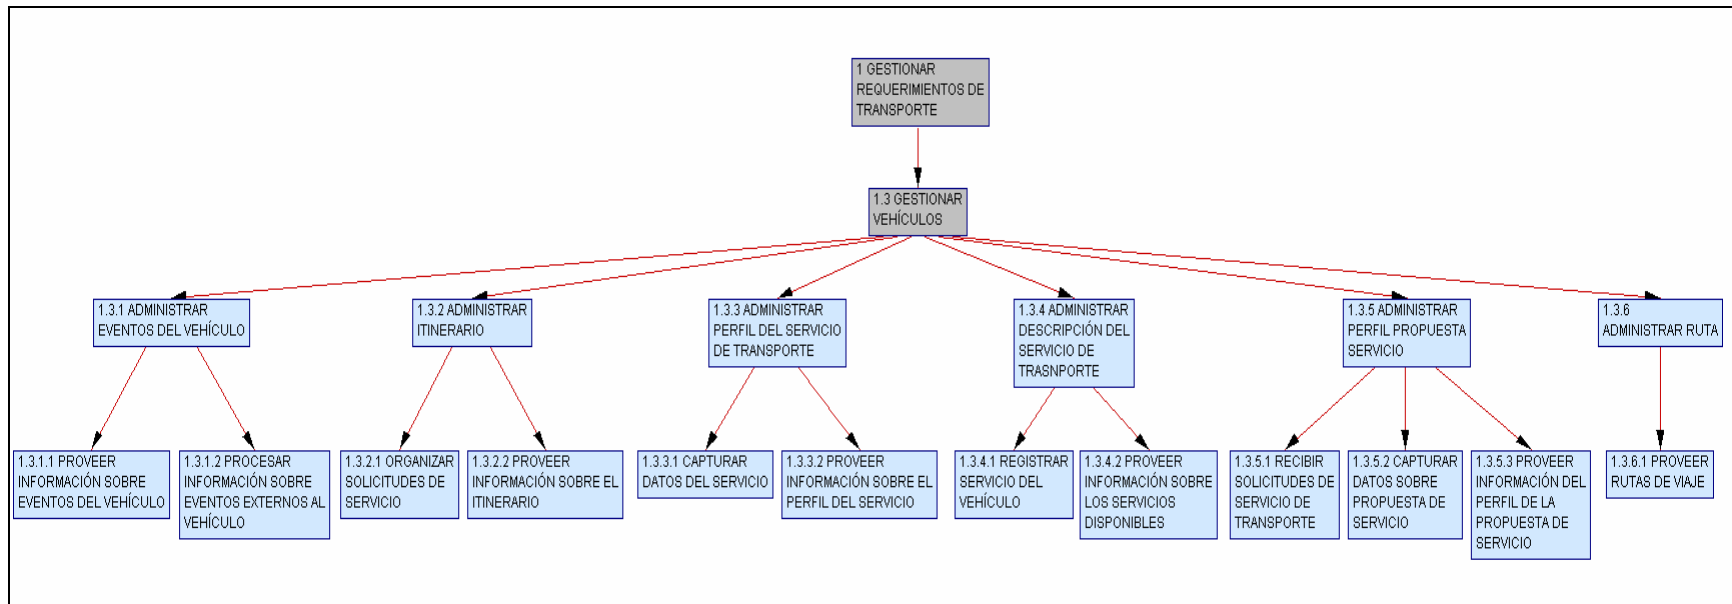 1 GESTIONAR
REQUERIMIENTOS DE
TRANSPORTE
1.3 GESTIONAR
VEHÍCULOS
1.3.1 ADMINISTRAR
EVENTOS DEL VEHÍCULO
1.3.2 ADMINISTRAR
ITINERARIO
1.3.3 ADMINISTRAR
PERFIL DEL SERVICIO
DE TRANSPORTE
1.3.4 ADMINISTRAR
DESCRIPCIÓN DEL
SERVICIO DE
TRASNPORTE
1.3.5 ADMINISTRAR
PERFIL PROPUESTA
SERVICIO
1.3.6
ADMINISTRAR RUTA
1.3.1.1 PROVEER
INFORMACIÓN SOBRE
EVENTOS DEL VEHÍCULO
1.3.1.2 PROCESAR
INFORMACIÓN SOBRE
EVENTOS EXTERNOS AL
VEHÍCULO
1.3.2.1 ORGANIZAR
SOLICITUDES DE
SERVICIO
1.3.2.2 PROVEER
INFORMACIÓN SOBRE EL
ITINERARIO
1.3.3.1 CAPTURAR
DATOS DEL SERVICIO
1.3.3.2 PROVEER
INFORMACIÓN SOBRE EL
PERFIL DEL SERVICIO
1.3.4.1 REGISTRAR
SERVICIO DEL
VEHÍCULO
1.3.4.2 PROVEER
INFORMACIÓN SOBRE
LOS SERVICIOS
DISPONIBLES
1.3.5.1 RECIBIR
SOLICITUDES DE
SERVICIO DE
TRANSPORTE
1.3.5.2 CAPTURAR
DATOS SOBRE
PROPUESTA DE
SERVICIO
1.3.5.3 PROVEER
INFORMACIÓN DEL
PERFIL DE LA
PROPUESTA DE
SERVICIO
1.3.6.1 PROVEER
RUTAS DE VIAJE